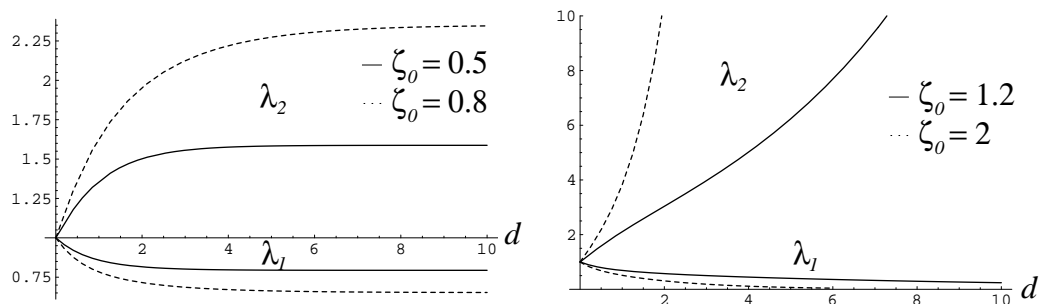 2.25
2
1.75
1.5
1.25
0.75
2 4 6 8 10 d
λ₂
λ₁
— ζ₀ = 0.5
··· ζ₀ = 0.8
10
8
6
4
2
2 4 6 8 10 d
λ₂
λ₁
— ζ₀ = 1.2
··· ζ₀ = 2